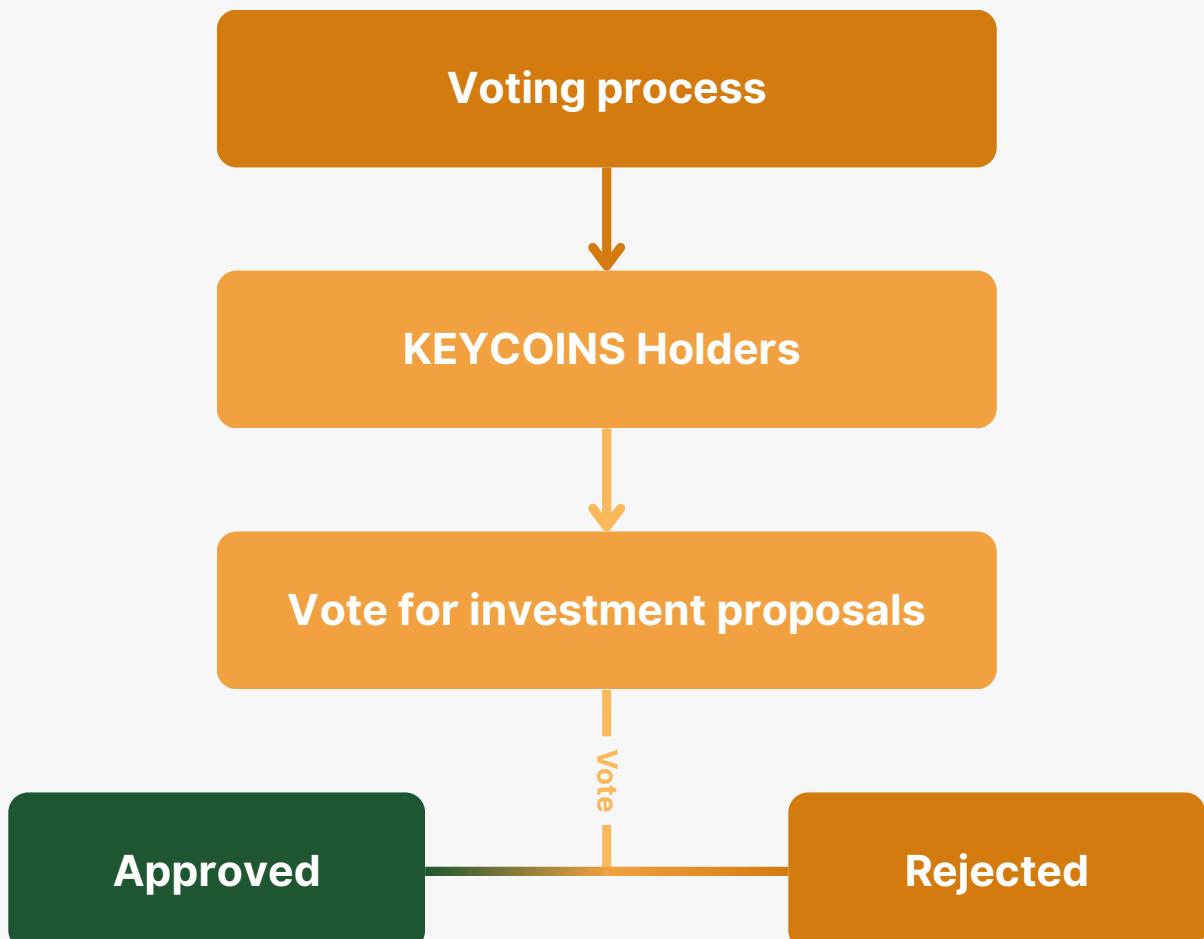 Voting process
KEYCOINS Holders
Vote for investment proposals
Vote
Approved
Rejected